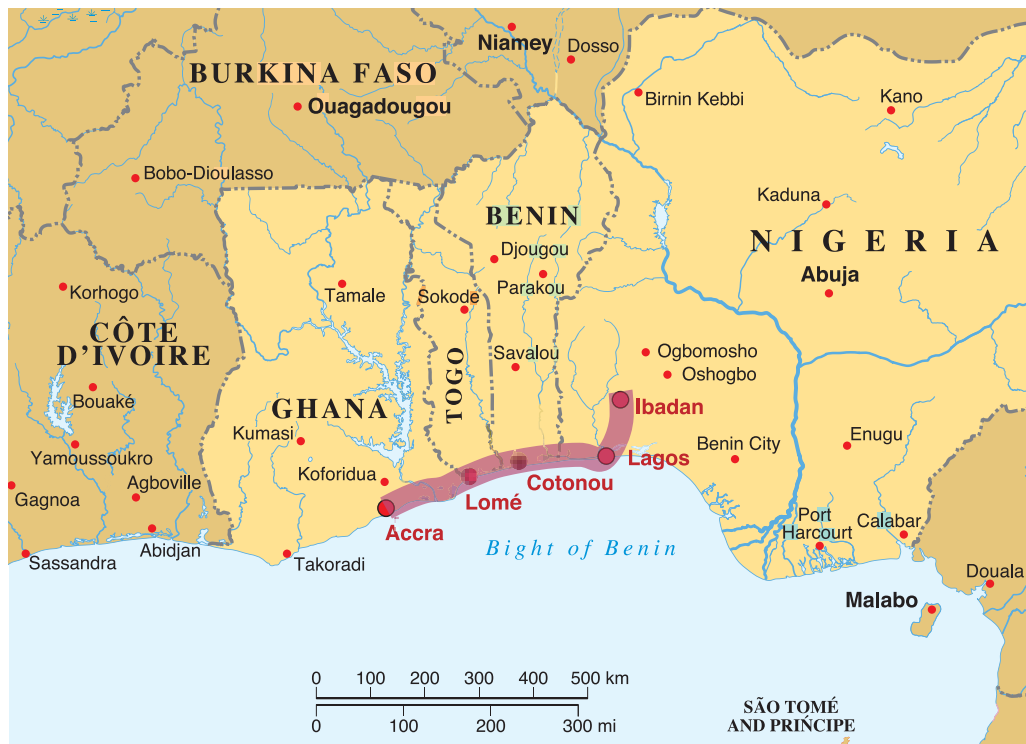 Niamey
Dosso
BURKINA FASO
Ouagadougou
Birnin Kebbi
Kano
Bobo-Dioulasso
Kaduna
BENIN
NIGERIA
Djougou
Abuja
Parakou
Korhogo
Tamale
Sokode
CÔTE
D'IVOIRE
TOGO
Savalou
Ogbomosho
Oshogbo
Bouaké
GHANA
Ibadan
Kumasi
Benin City
Enugu
Yamoussoukro
Lagos
Koforidua
Cotonou
Agboville
Gagnoa
Lomé
Accra
Port
Harcourt
Calabar
Bight of Benin
Abidjan
Sassandra
Takoradi
Douala
Malabo
0 100 200 300 400 500 km
0 100 200 300 mi
SÃO TOMÉ
AND PRIŃCIPE